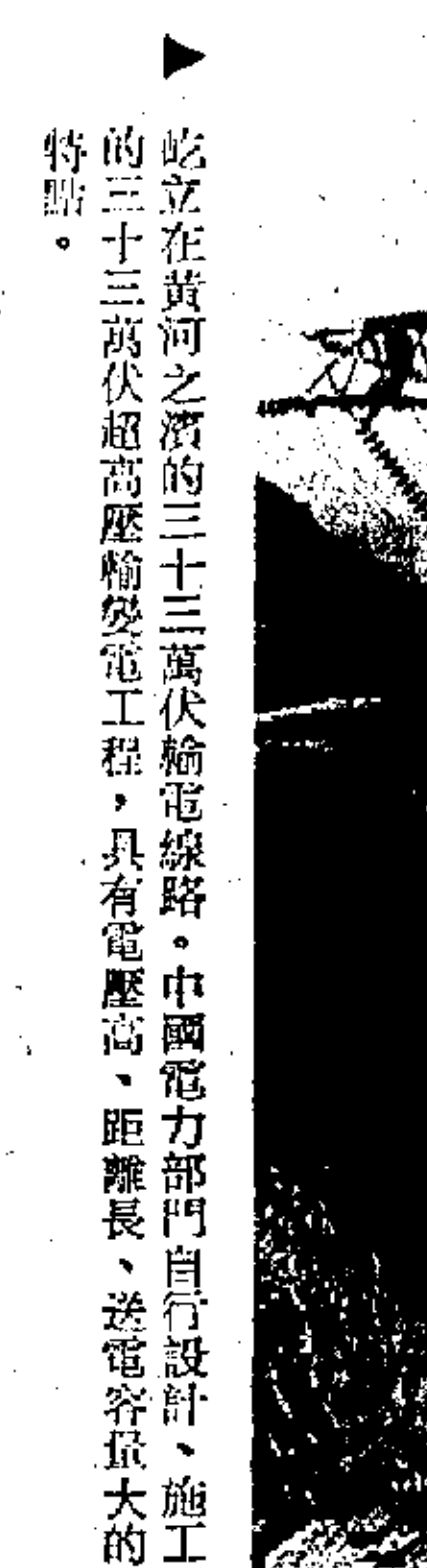 屹立在黃河之濱的三十三萬伏輸電線路。中國電力部門自行設計、施工
的三十三萬伏超高壓輸變電工程，具有電壓高、距離長、送電容量大的
特點。